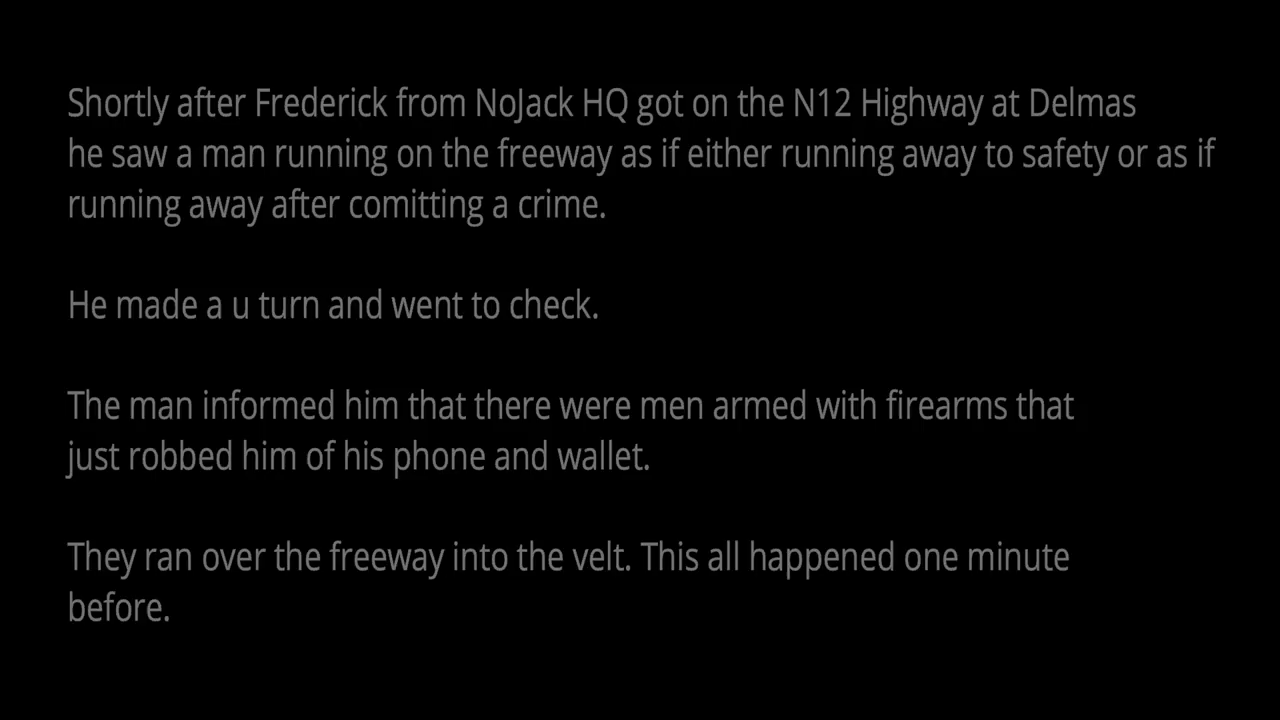 Shortly after Frederick from NoJack HQ got on the N12 Highway at Delmas
he saw a man running on the freeway as if either running away to safety or as if
running away after comitting a crime.
He made a u turn and went to check.
The man informed him that there were men armed with firearms that
just robbed him of his phone and wallet.
They ran over the freeway into the velt. This all happened one minute
before.